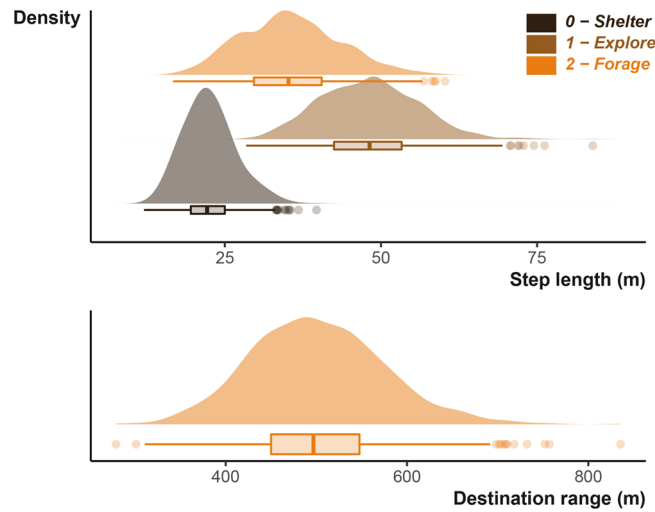 Density
0 − Shelter
1 − Explore
2 − Forage
25 50 75
Step length (m)
400 600 800
Destination range (m)